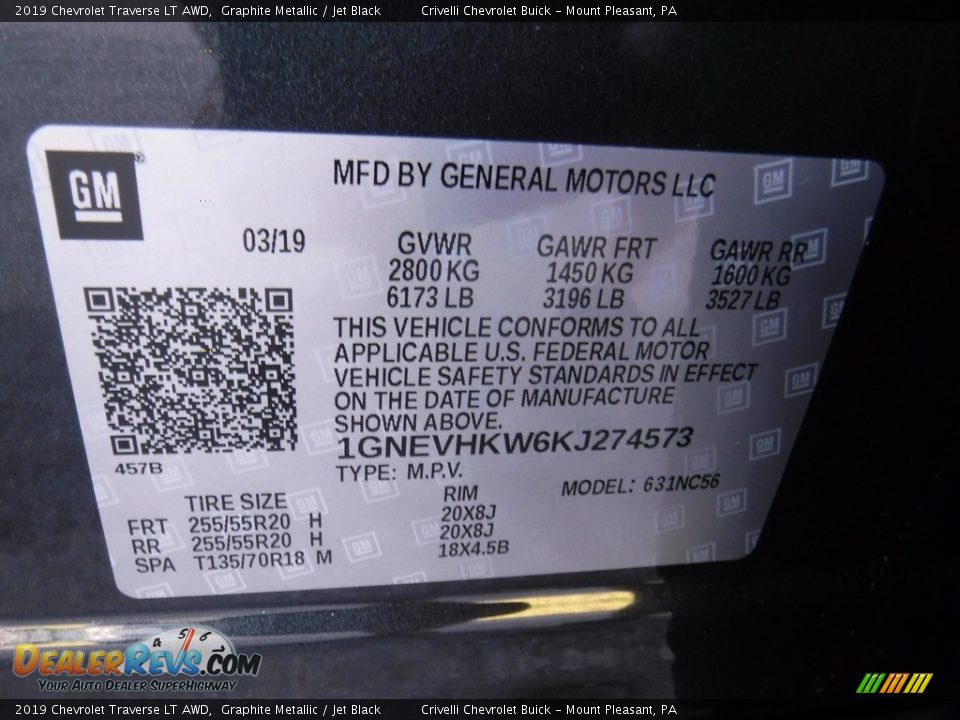 2019 Chevrolet Traverse LT AWD, Graphite Metallic / Jet Black Crivelli Chevrolet Buick - Mount Pleasant, PA
GM®
MFD BY GENERAL MOTORS LLC
03/19 GVWR GAWR FRT GAWR RR
2800 KG 1450 KG 1600 KG
6173 LB 3196 LB 3527 LB
THIS VEHICLE CONFORMS TO ALL
APPLICABLE U.S. FEDERAL MOTOR
VEHICLE SAFETY STANDARDS IN EFFECT
ON THE DATE OF MANUFACTURE
SHOWN ABOVE.
1GNEVHKW6KJ274573
457B
TYPE: M.P.V.
MODEL: 631NC56
TIRE SIZE RIM
FRT 255/55R20 H 20X8J
RR 255/55R20 H 20X8J
SPA T135/70R18 M 18X4.5B
4 5 6 7
DealerRevs.com
Your Auto Dealer SuperHighway
2019 Chevrolet Traverse LT AWD, Graphite Metallic / Jet Black Crivelli Chevrolet Buick - Mount Pleasant, PA